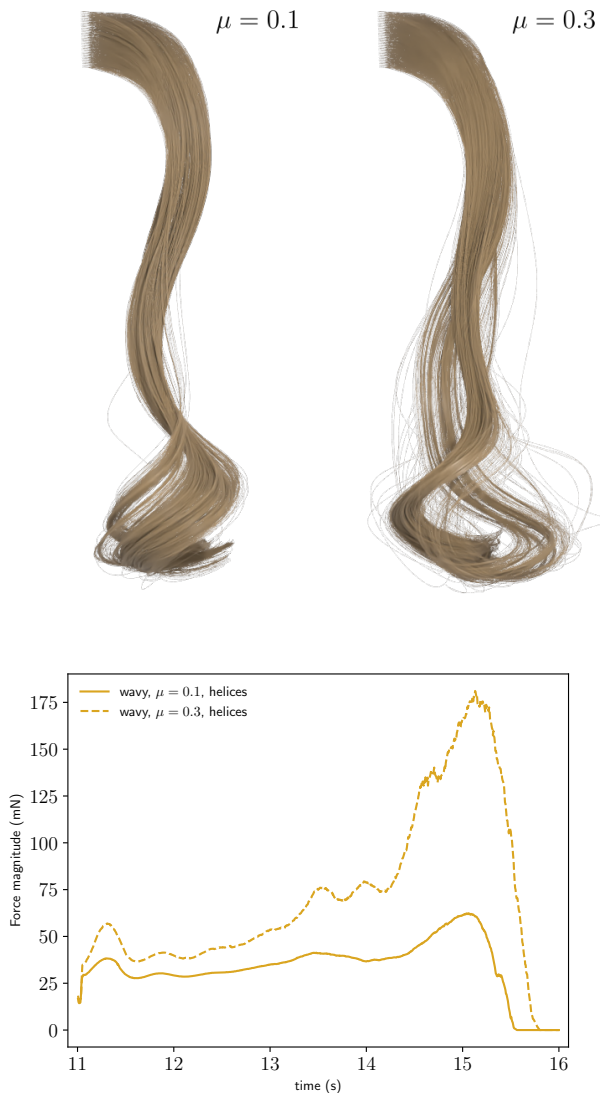 μ = 0.1
μ = 0.3
wavy, μ = 0.1, helices
wavy, μ = 0.3, helices
Force magnitude (mN)
175
150
125
100
75
50
25
0
11 12 13 14 15 16
time (s)